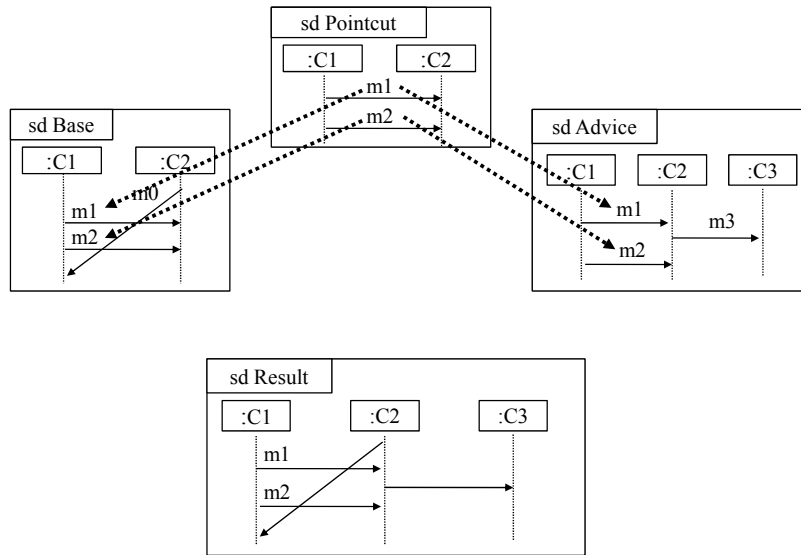 sd Pointcut
:C1 :C2
m1
m2
sd Base
:C1 :C2
m0
m1
m2
sd Advice
:C1 :C2 :C3
m1
m3
m2
sd Result
:C1 :C2 :C3
m1
m2